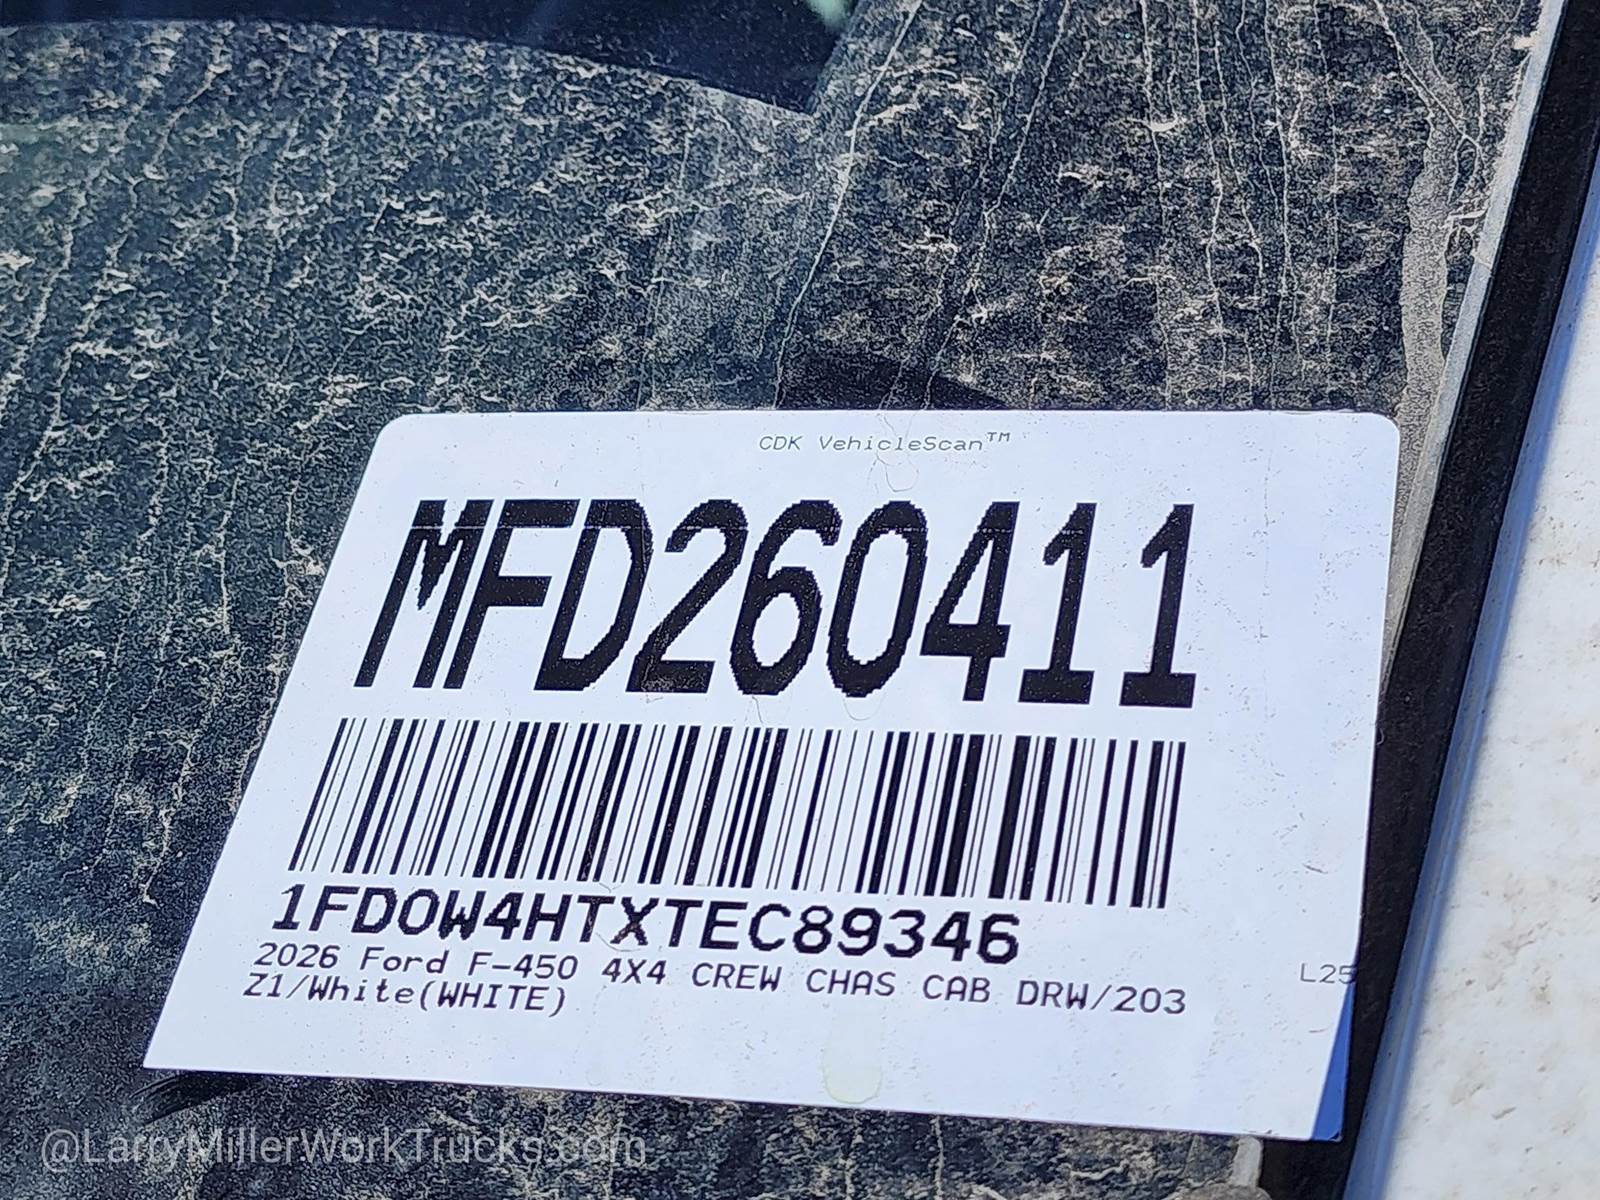 CDK VehicleScan™
MFD260411
1FD0W4HTXTEC89346
2026 Ford F-450 4X4 CREW CHAS CAB DRW/203
L25
Z1/White(WHITE)
@LarryMillerWorkTrucks.com